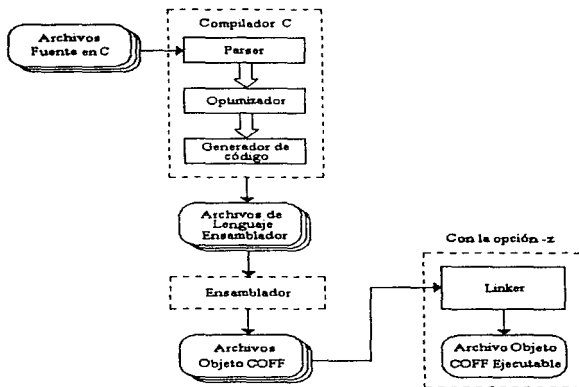 Compilador C
Archivos
Fuente en C
Parser
Optimizador
Generador de
código
Archivos de
Lenguaje
Ensamblador
Ensamblador
Archivos
Objeto COFF
Con la opción -z
Linker
Archivo Objeto
COFF Ejecutable